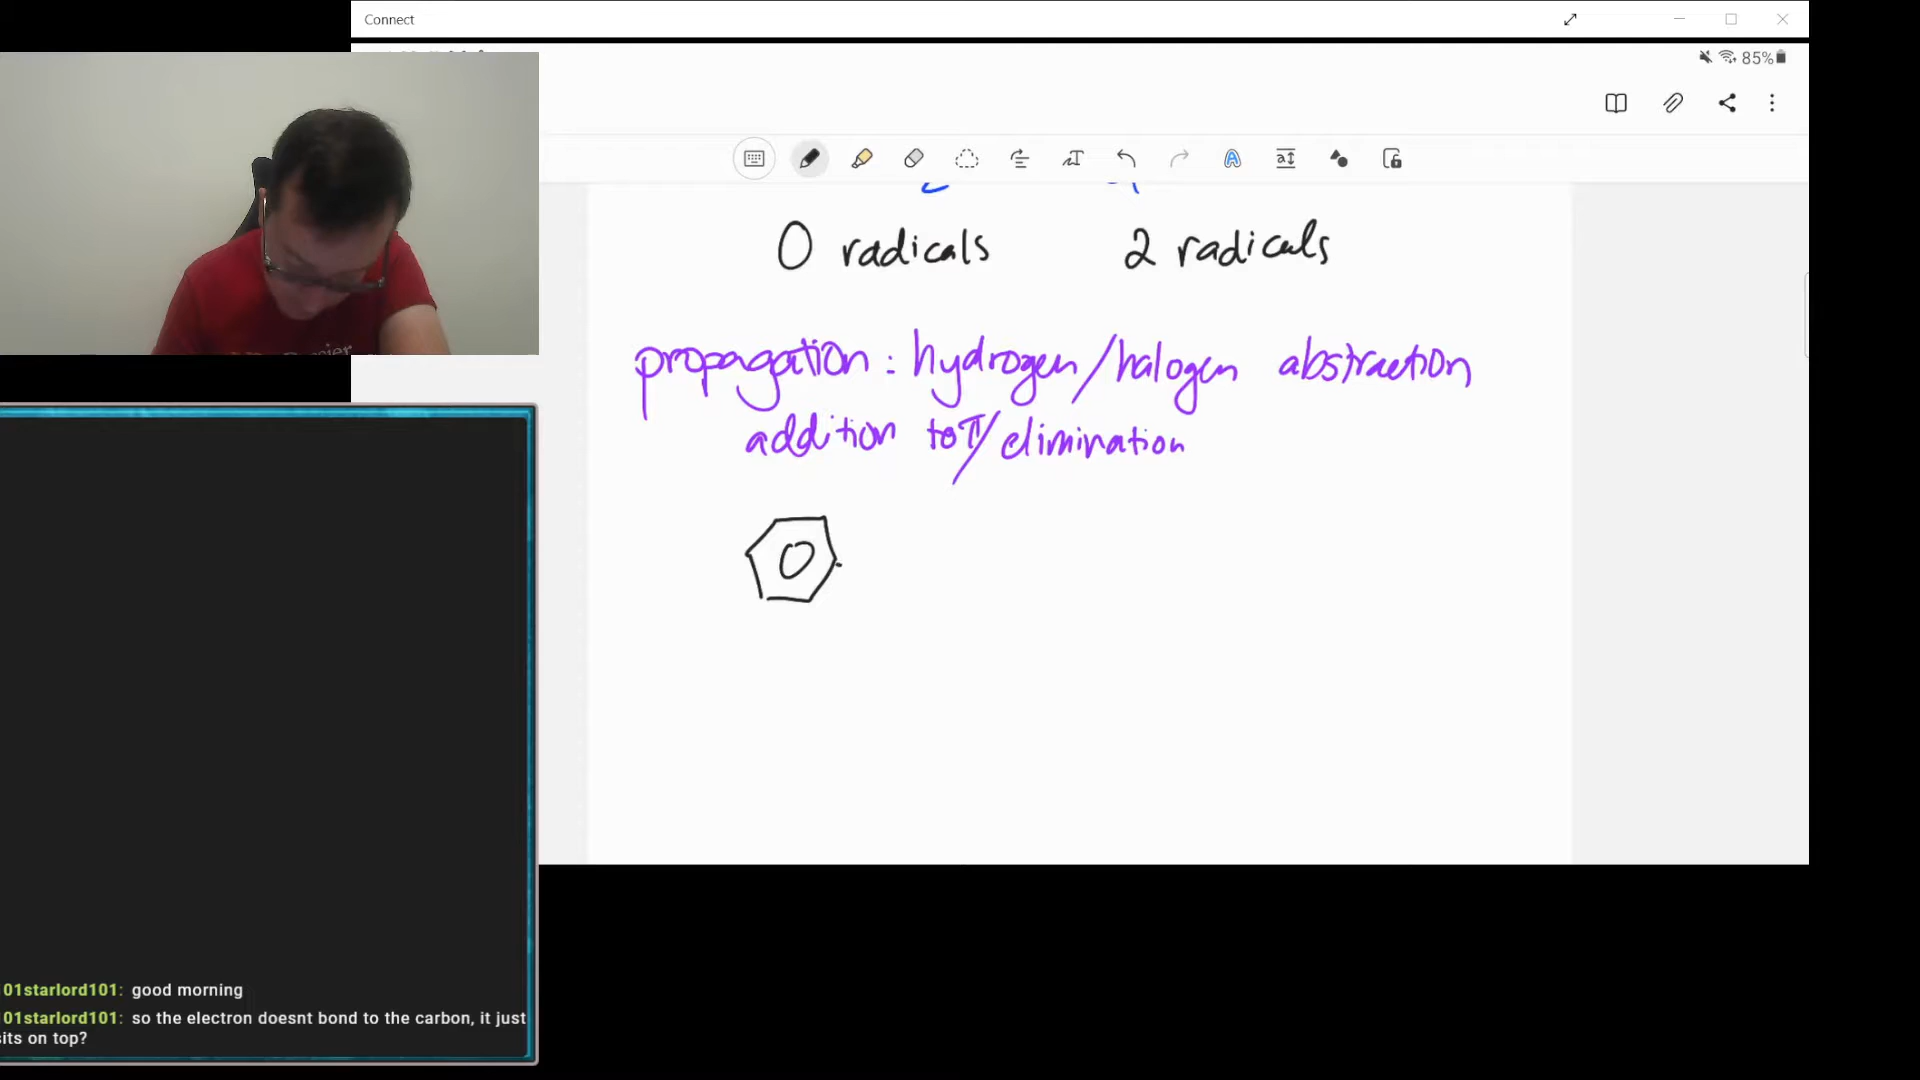 Connect
85%
0 radicals 2 radicals
propagation: hydrogen/halogen abstraction
addition to π/elimination
01starlord101: good morning
01starlord101: so the electron doesnt bond to the carbon, it just
sits on top?